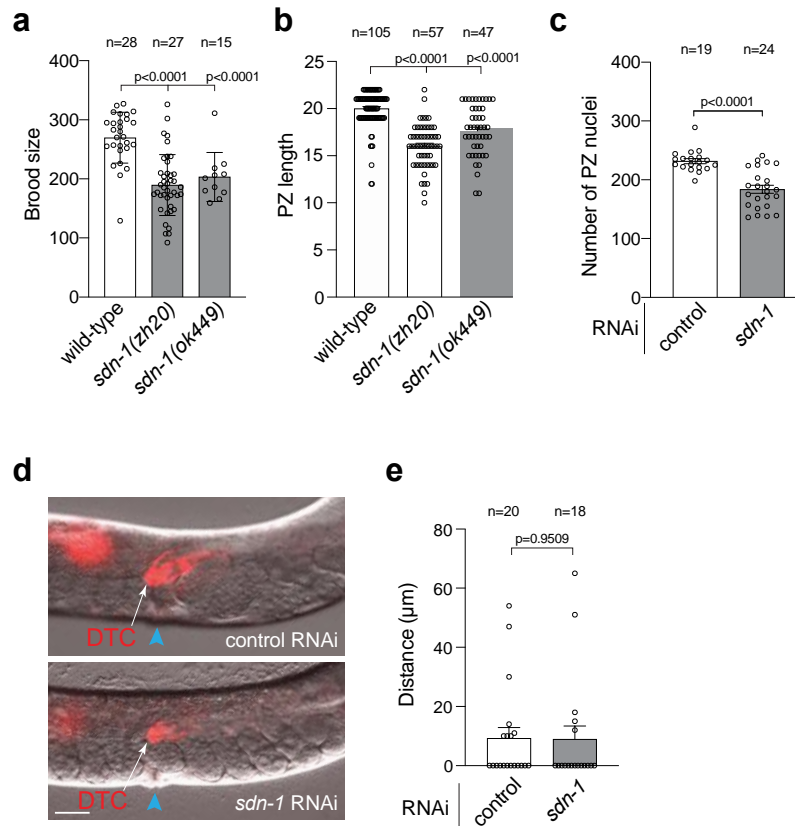 a
n=28 n=27 n=15
p<0.0001 p<0.0001
Brood size
400
300
200
100
0
wild-type
sdn-1(zh20)
sdn-1(ok449)
b
n=105 n=57 n=47
p<0.0001 p<0.0001
PZ length
25
20
15
10
5
0
wild-type
sdn-1(zh20)
sdn-1(ok449)
c
n=19 n=24
p<0.0001
Number of PZ nuclei
400
300
200
100
0
RNAi
control
sdn-1
d
DTC
control RNAi
DTC
sdn-1 RNAi
e
n=20 n=18
p=0.9509
Distance (µm)
80
60
40
20
0
RNAi
control
sdn-1